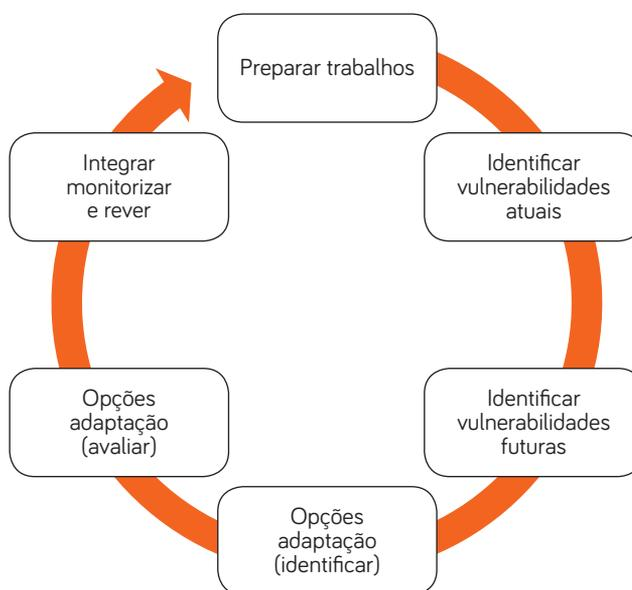 Preparar trabalhos
Identificar
vulnerabilidades
atuais
Identificar
vulnerabilidades
futuras
Opções
adaptação
(identificar)
Opções
adaptação
(avaliar)
Integrar
monitorizar
e rever